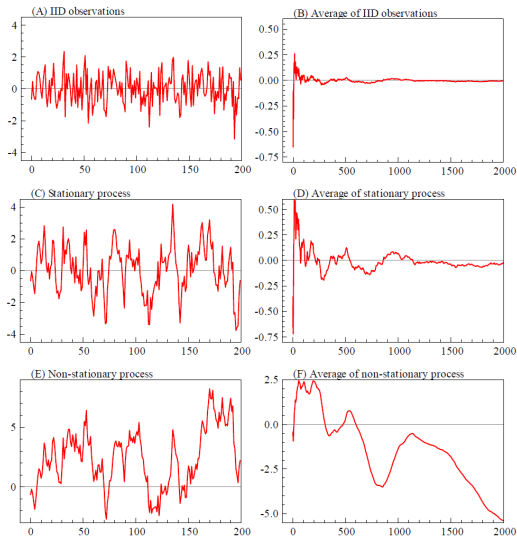 (A) IID observations
4
2
0
-2
-4
0 50 100 150 200
(B) Average of IID observations
0.50
0.25
0.00
-0.25
-0.50
-0.75
0 500 1000 1500 2000
(C) Stationary process
4
2
0
-2
-4
0 50 100 150 200
(D) Average of stationary process
0.50
0.25
0.00
-0.25
-0.50
-0.75
0 500 1000 1500 2000
(E) Non-stationary process
5
0
0 50 100 150 200
(F) Average of non-stationary process
2.5
0.0
-2.5
-5.0
0 500 1000 1500 2000